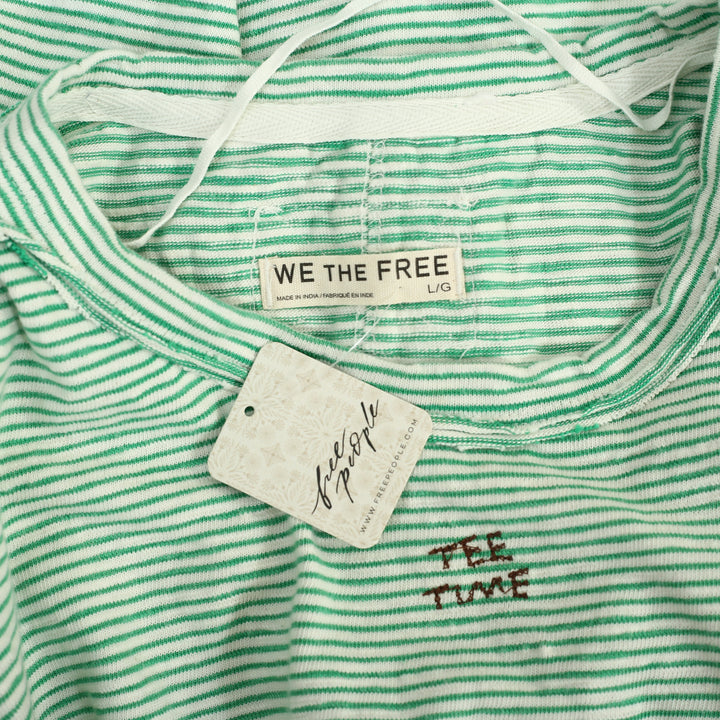 WE THE FREE
MADE IN INDIA / FABRIQUÉ EN INDE
L/G
free
people
WWW.FREEPEOPLE.COM
TEE
TIME